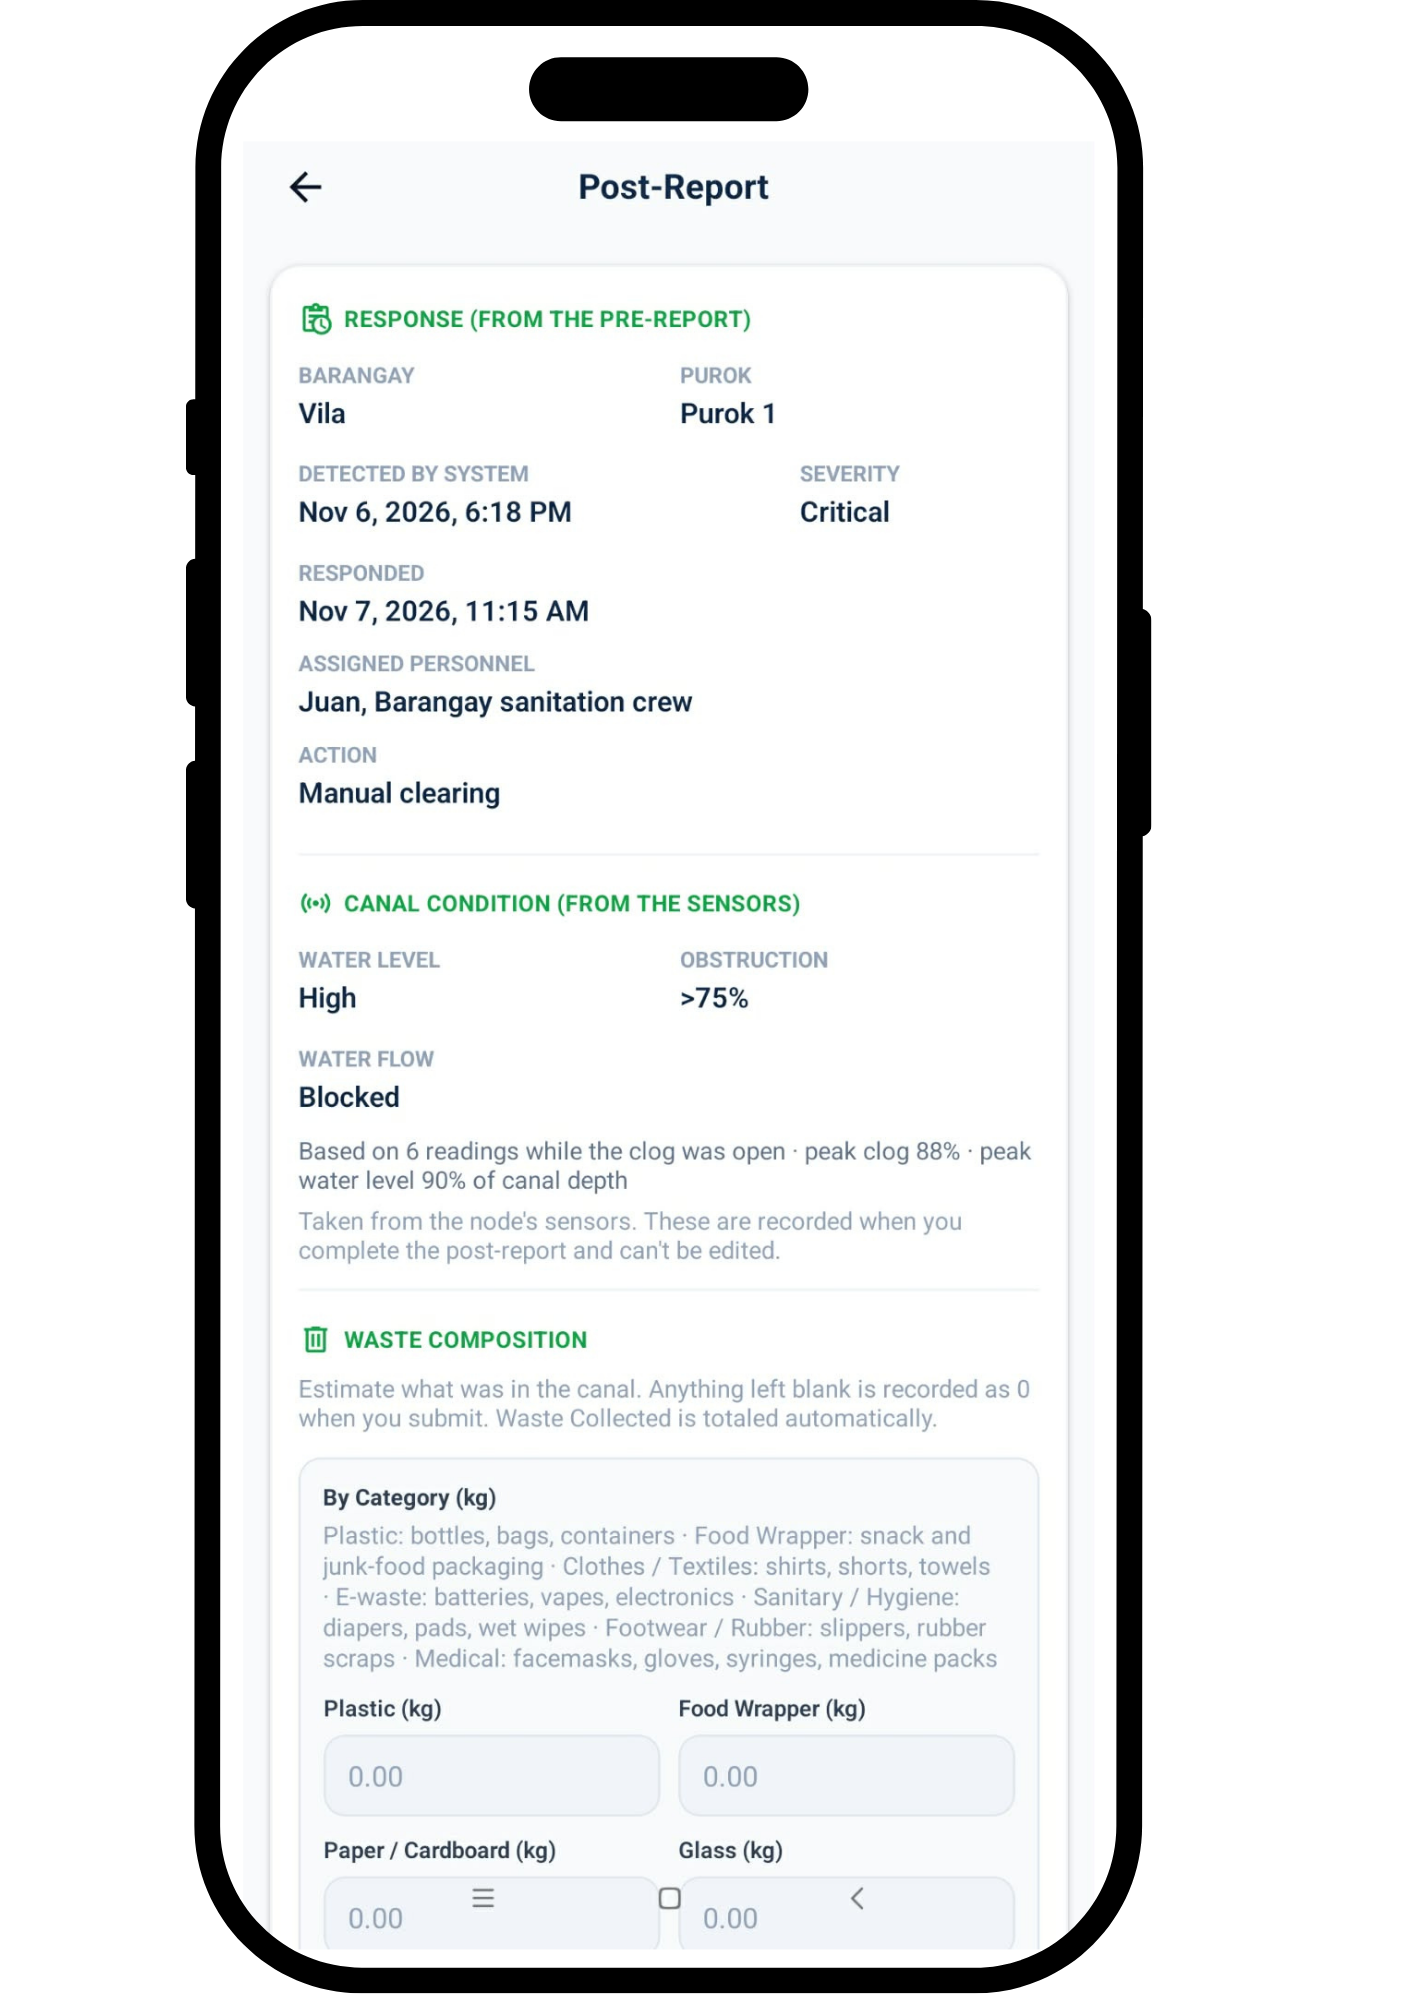 Post-Report
RESPONSE (FROM THE PRE-REPORT)
BARANGAY PUROK
Vila Purok 1
DETECTED BY SYSTEM SEVERITY
Nov 6, 2026, 6:18 PM Critical
RESPONDED
Nov 7, 2026, 11:15 AM
ASSIGNED PERSONNEL
Juan, Barangay sanitation crew
ACTION
Manual clearing
CANAL CONDITION (FROM THE SENSORS)
WATER LEVEL OBSTRUCTION
High >75%
WATER FLOW
Blocked
Based on 6 readings while the clog was open · peak clog 88% · peak
water level 90% of canal depth
Taken from the node's sensors. These are recorded when you
complete the post-report and can't be edited.
WASTE COMPOSITION
Estimate what was in the canal. Anything left blank is recorded as 0
when you submit. Waste Collected is totaled automatically.
By Category (kg)
Plastic: bottles, bags, containers · Food Wrapper: snack and
junk-food packaging · Clothes / Textiles: shirts, shorts, towels
· E-waste: batteries, vapes, electronics · Sanitary / Hygiene:
diapers, pads, wet wipes · Footwear / Rubber: slippers, rubber
scraps · Medical: facemasks, gloves, syringes, medicine packs
Plastic (kg) Food Wrapper (kg)
0.00 0.00
Paper / Cardboard (kg) Glass (kg)
0.00 0.00